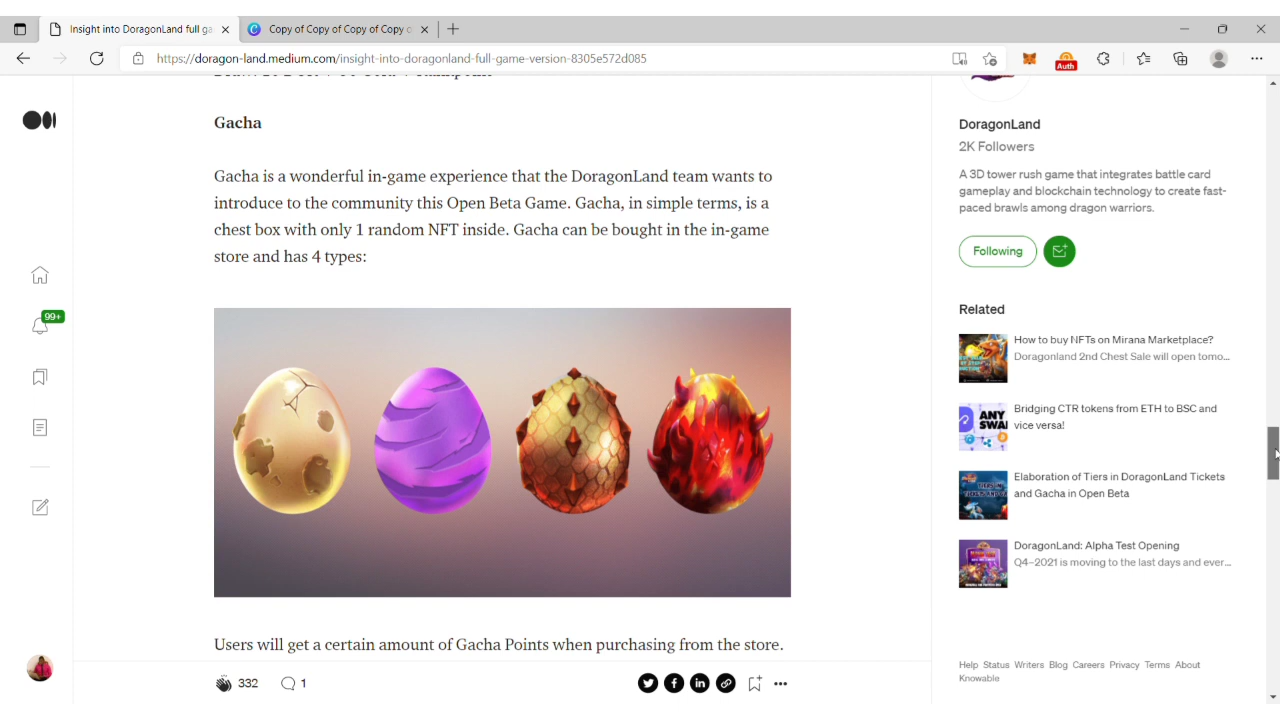 Insight into DoragonLand full ga
Copy of Copy of Copy of Copy o
https://doragon-land.medium.com/insight-into-doragonland-full-game-version-8305e572d085
Auth
Gacha
Gacha is a wonderful in-game experience that the DoragonLand team wants to
introduce to the community this Open Beta Game. Gacha, in simple terms, is a
chest box with only 1 random NFT inside. Gacha can be bought in the in-game
store and has 4 types:
Users will get a certain amount of Gacha Points when purchasing from the store.
332
1
99+
DoragonLand
2K Followers
A 3D tower rush game that integrates battle card
gameplay and blockchain technology to create fast-
paced brawls among dragon warriors.
Following
Related
How to buy NFTs on Mirana Marketplace?
Doragonland 2nd Chest Sale will open tomo...
Bridging CTR tokens from ETH to BSC and
vice versa!
ANY
SWA
Elaboration of Tiers in DoragonLand Tickets
and Gacha in Open Beta
DoragonLand: Alpha Test Opening
Q4–2021 is moving to the last days and ever...
Help Status Writers Blog Careers Privacy Terms About
Knowable